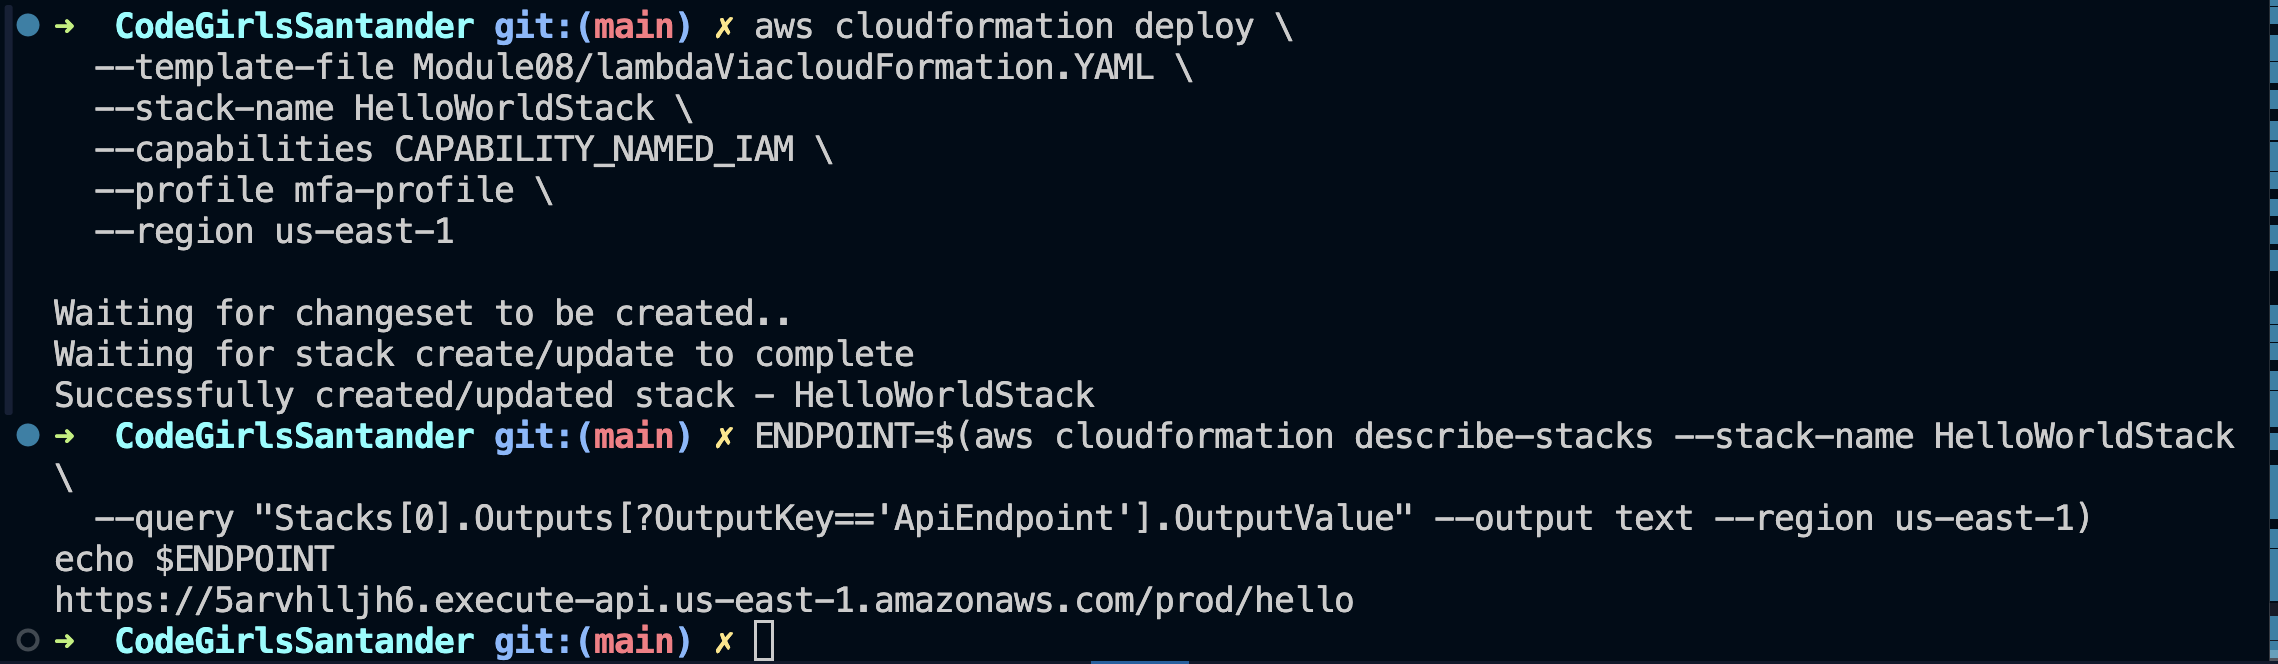 ➜  CodeGirlsSantander git:(main) ✗ aws cloudformation deploy \
  --template-file Module08/lambdaViacloudFormation.YAML \
  --stack-name HelloWorldStack \
  --capabilities CAPABILITY_NAMED_IAM \
  --profile mfa-profile \
  --region us-east-1

Waiting for changeset to be created..
Waiting for stack create/update to complete
Successfully created/updated stack - HelloWorldStack
➜  CodeGirlsSantander git:(main) ✗ ENDPOINT=$(aws cloudformation describe-stacks --stack-name HelloWorldStack
\
  --query "Stacks[0].Outputs[?OutputKey=='ApiEndpoint'].OutputValue" --output text --region us-east-1)
echo $ENDPOINT
https://5arvhlljh6.execute-api.us-east-1.amazonaws.com/prod/hello
➜  CodeGirlsSantander git:(main) ✗